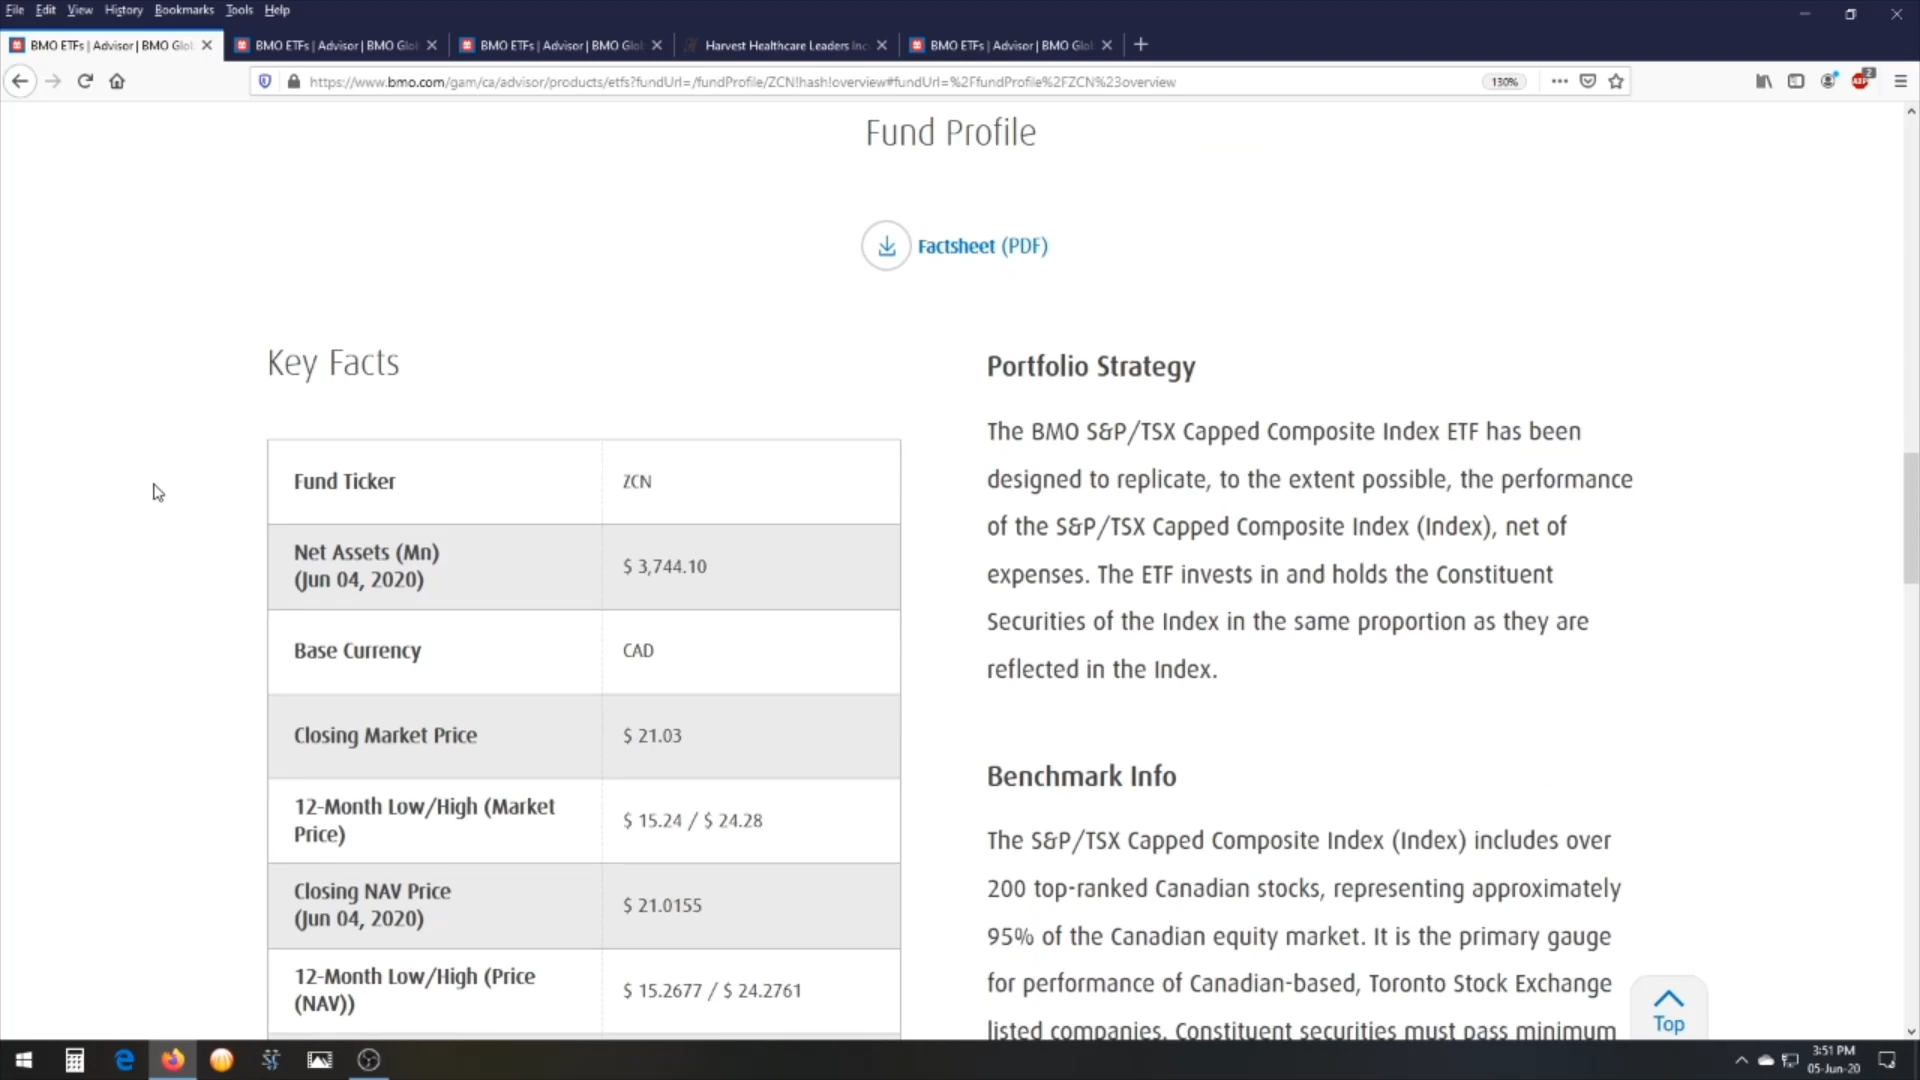 File Edit View History Bookmarks Tools Help
BMO ETFs | Advisor | BMO Glo
BMO ETFs | Advisor | BMO Glo
BMO ETFs | Advisor | BMO Glo
Harvest Healthcare Leaders Inc
BMO ETFs | Advisor | BMO Glo
https://www.bmo.com/gam/ca/advisor/products/etfs?fundUrl=/fundProfile/ZCN!hash!overview#fundUrl=%2FfundProfile%2FZCN%23overview
130%
ABP
2
Fund Profile
Factsheet (PDF)
Key Facts
Fund Ticker
ZCN
Net Assets (Mn)
(Jun 04, 2020)
$ 3,744.10
Base Currency
CAD
Closing Market Price
$ 21.03
12-Month Low/High (Market
Price)
$ 15.24 / $ 24.28
Closing NAV Price
(Jun 04, 2020)
$ 21.0155
12-Month Low/High (Price
(NAV))
$ 15.2677 / $ 24.2761
Portfolio Strategy
The BMO S&P/TSX Capped Composite Index ETF has been
designed to replicate, to the extent possible, the performance
of the S&P/TSX Capped Composite Index (Index), net of
expenses. The ETF invests in and holds the Constituent
Securities of the Index in the same proportion as they are
reflected in the Index.
Benchmark Info
The S&P/TSX Capped Composite Index (Index) includes over
200 top-ranked Canadian stocks, representing approximately
95% of the Canadian equity market. It is the primary gauge
for performance of Canadian-based, Toronto Stock Exchange
listed companies. Constituent securities must pass minimum
Top
3:51 PM
05-Jun-20